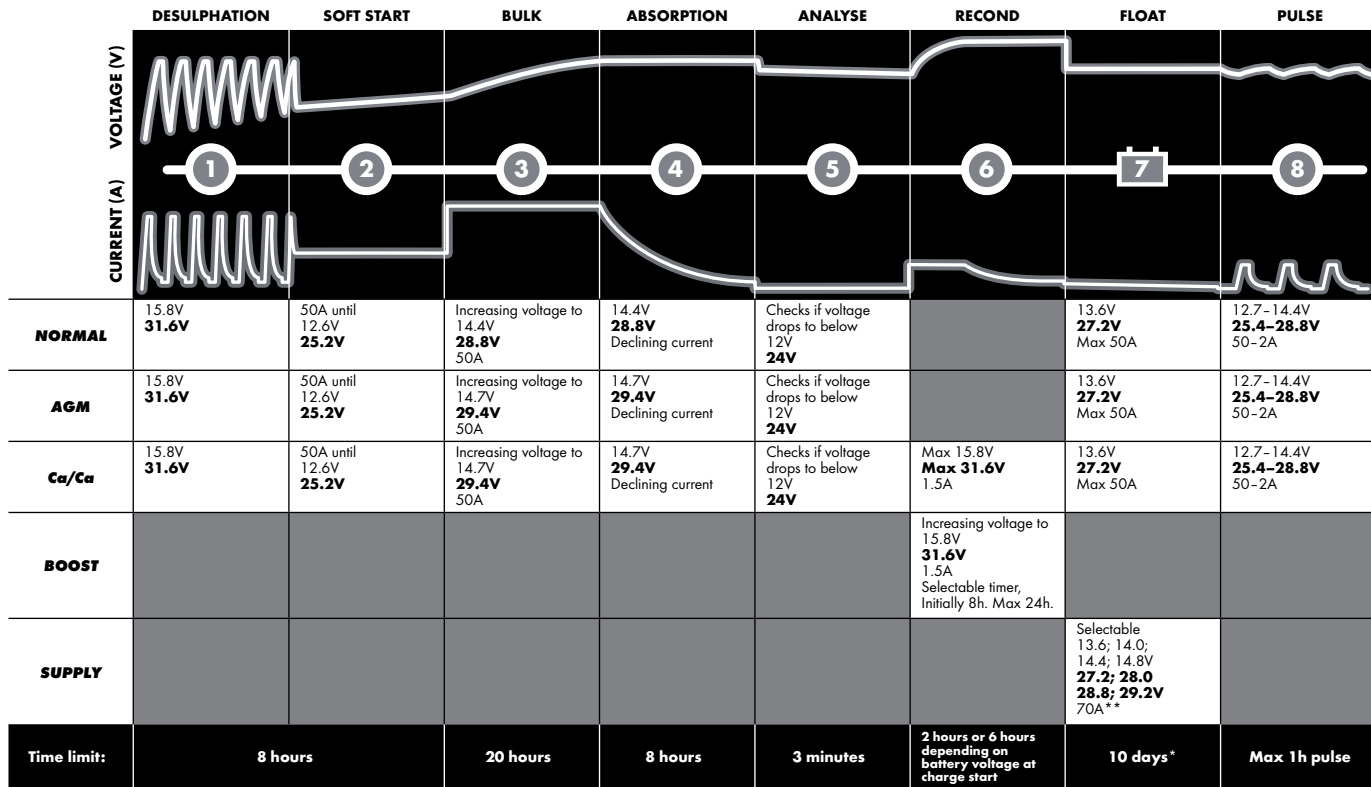 DESULPHATION
SOFT START
BULK
ABSORPTION
ANALYSE
RECOND
FLOAT
PULSE
VOLTAGE (V)
CURRENT (A)
1
2
3
4
5
6
7
8
NORMAL
15.8V
31.6V
50A until
12.6V
25.2V
Increasing voltage to
14.4V
28.8V
50A
14.4V
28.8V
Declining current
Checks if voltage
drops to below
12V
24V
13.6V
27.2V
Max 50A
12.7–14.4V
25.4–28.8V
50–2A
AGM
15.8V
31.6V
50A until
12.6V
25.2V
Increasing voltage to
14.7V
29.4V
50A
14.7V
29.4V
Declining current
Checks if voltage
drops to below
12V
24V
13.6V
27.2V
Max 50A
12.7–14.4V
25.4–28.8V
50–2A
Ca/Ca
15.8V
31.6V
50A until
12.6V
25.2V
Increasing voltage to
14.7V
29.4V
50A
14.7V
29.4V
Declining current
Checks if voltage
drops to below
12V
24V
Max 15.8V
Max 31.6V
1.5A
13.6V
27.2V
Max 50A
12.7–14.4V
25.4–28.8V
50–2A
BOOST
Increasing voltage to
15.8V
31.6V
1.5A
Selectable timer,
Initially 8h. Max 24h.
SUPPLY
Selectable
13.6; 14.0;
14.4; 14.8V
27.2; 28.0
28.8; 29.2V
70A**
Time limit:
8 hours
20 hours
8 hours
3 minutes
2 hours or 6 hours
depending on
battery voltage at
charge start
10 days*
Max 1h pulse